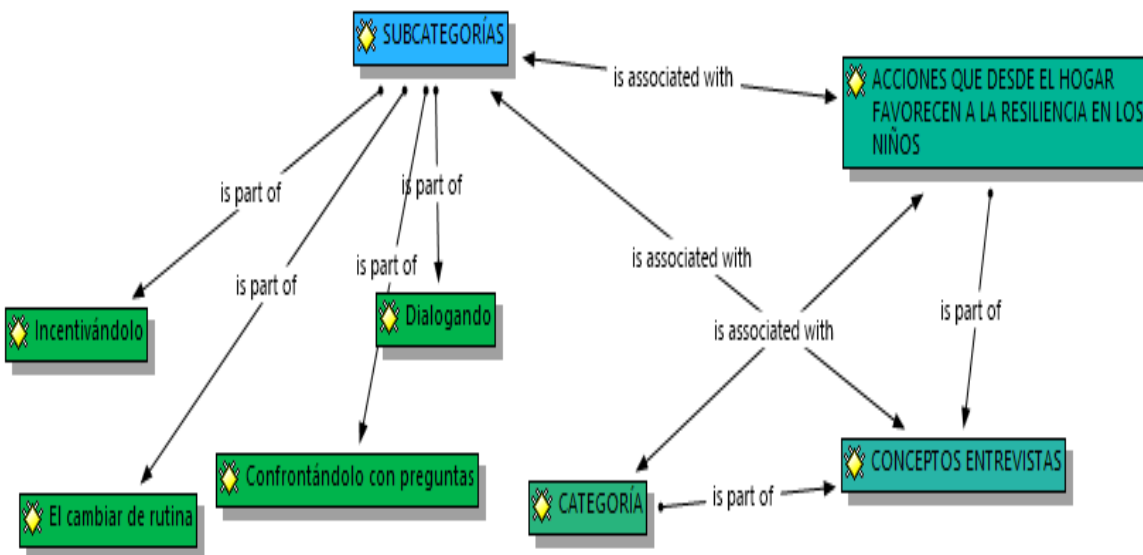 SUBCATEGORÍAS
is associated with
ACCIONES QUE DESDE EL HOGAR
FAVORECEN A LA RESILIENCIA EN LOS
NIÑOS
is part of
is part of
is part of
is part of
is associated with
is associated with
is part of
Incentivándolo
Dialogando
El cambiar de rutina
Confrontándolo con preguntas
CATEGORÍA
is part of
CONCEPTOS ENTREVISTAS